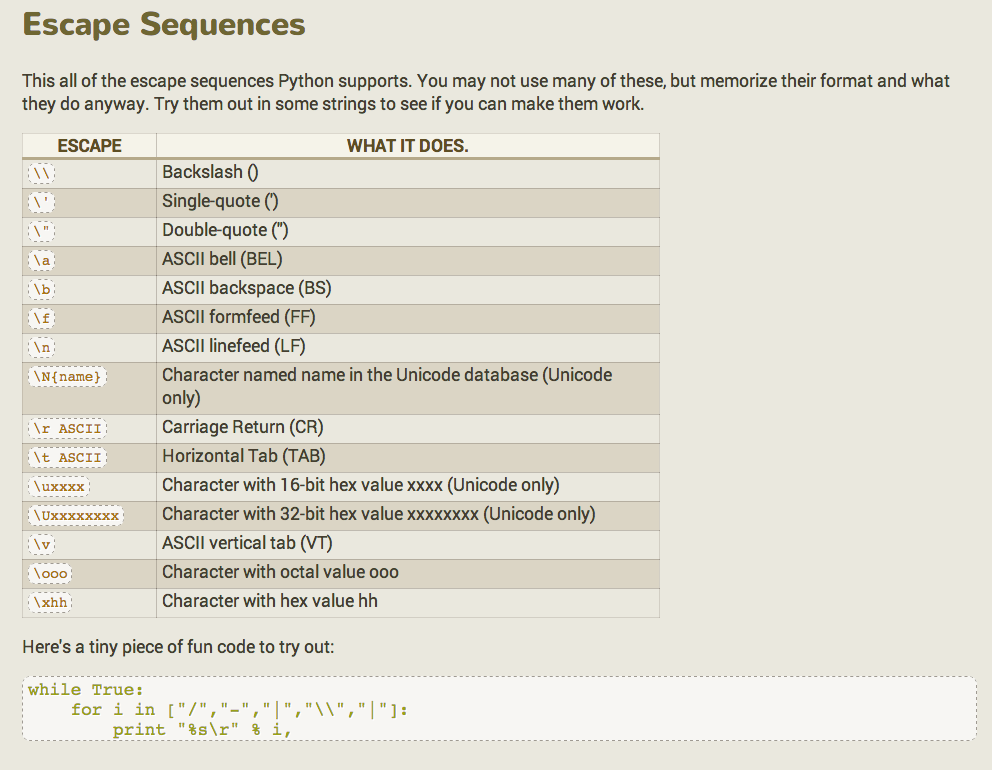 Escape Sequences
This all of the escape sequences Python supports. You may not use many of these, but memorize their format and what
they do anyway. Try them out in some strings to see if you can make them work.
ESCAPE WHAT IT DOES.
\\ Backslash ()
\' Single-quote (')
\" Double-quote (")
\a ASCII bell (BEL)
\b ASCII backspace (BS)
\f ASCII formfeed (FF)
\n ASCII linefeed (LF)
\N{name} Character named name in the Unicode database (Unicode
only)
\r ASCII Carriage Return (CR)
\t ASCII Horizontal Tab (TAB)
\uxxxx Character with 16-bit hex value xxxx (Unicode only)
\Uxxxxxxxx Character with 32-bit hex value xxxxxxxx (Unicode only)
\v ASCII vertical tab (VT)
\ooo Character with octal value ooo
\xhh Character with hex value hh
Here's a tiny piece of fun code to try out:
while True:
    for i in ["/","-","|","\\","|"]:
        print "%s\r" % i,